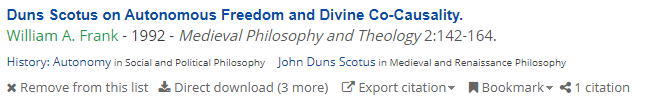 Duns Scotus on Autonomous Freedom and Divine Co-Causality.
William A. Frank - 1992 - Medieval Philosophy and Theology 2:142-164.
History: Autonomy in Social and Political Philosophy John Duns Scotus in Medieval and Renaissance Philosophy
Remove from this list Direct download (3 more) Export citation Bookmark 1 citation